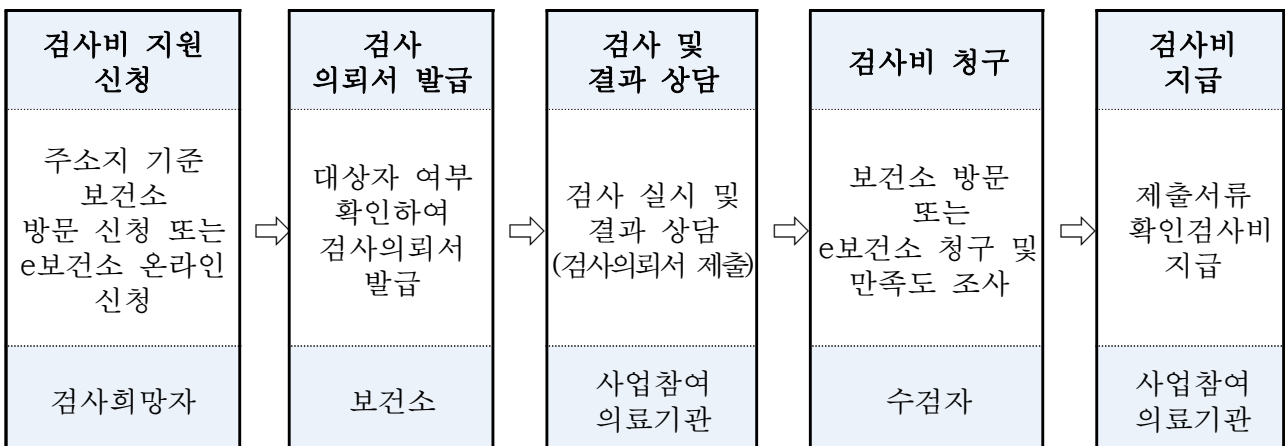 검사비 지원
신청
주소지 기준
보건소
방문 신청 또는
e보건소 온라인
신청
검사희망자
검사
의뢰서 발급
대상자 여부
확인하여
검사의뢰서
발급
보건소
검사 및
결과 상담
검사 실시 및
결과 상담
(검사의뢰서 제출)
사업참여
의료기관
검사비 청구
보건소 방문
또는
e보건소 청구 및
만족도 조사
수검자
검사비
지급
제출서류
확인검사비
지급
사업참여
의료기관